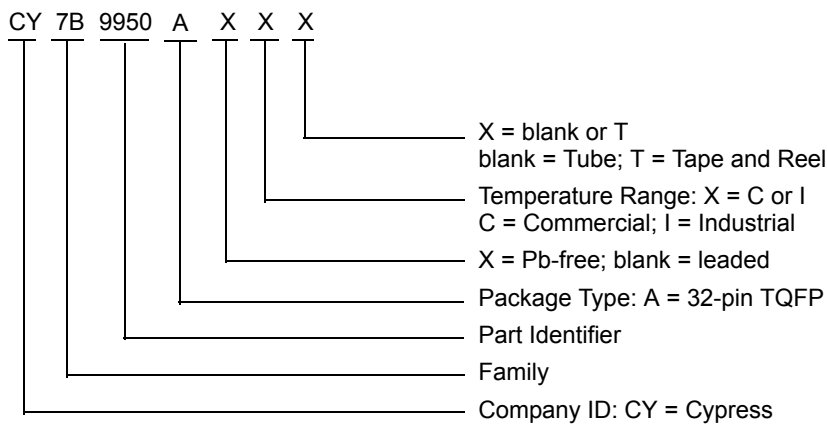 CY 7B 9950 A X X X
X = blank or T
blank = Tube; T = Tape and Reel
Temperature Range: X = C or I
C = Commercial; I = Industrial
X = Pb-free; blank = leaded
Package Type: A = 32-pin TQFP
Part Identifier
Family
Company ID: CY = Cypress